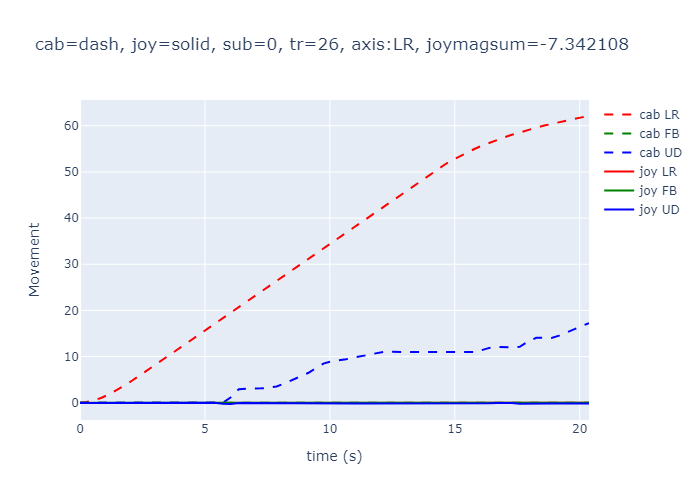 cab=dash, joy=solid, sub=0, tr=26, axis:LR, joymagsum=-7.342108
60
50
40
30
20
10
0
Movement
0
5
10
15
20
time (s)
cab LR
cab FB
cab UD
joy LR
joy FB
joy UD